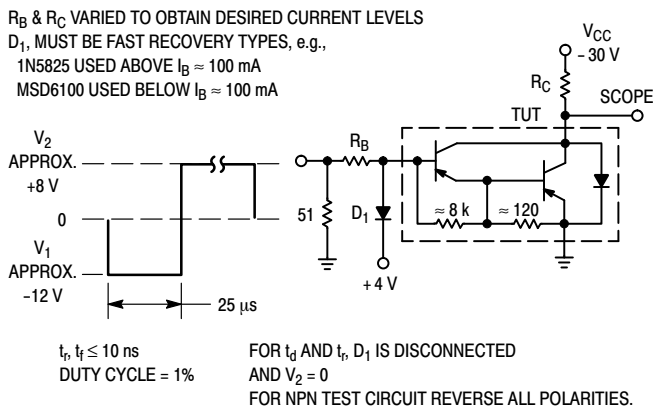 R_B & R_C VARIED TO OBTAIN DESIRED CURRENT LEVELS
D_1, MUST BE FAST RECOVERY TYPES, e.g.,
1N5825 USED ABOVE I_B ≈ 100 mA
MSD6100 USED BELOW I_B ≈ 100 mA
V_CC
– 30 V
R_C
SCOPE
TUT
V_2
APPROX.
+8 V
0
V_1
APPROX.
–12 V
25 μs
51
R_B
D_1
+ 4 V
≈ 8 k
≈ 120
t_r, t_f ≤ 10 ns
DUTY CYCLE = 1%
FOR t_d AND t_r, D_1 IS DISCONNECTED
AND V_2 = 0
FOR NPN TEST CIRCUIT REVERSE ALL POLARITIES.